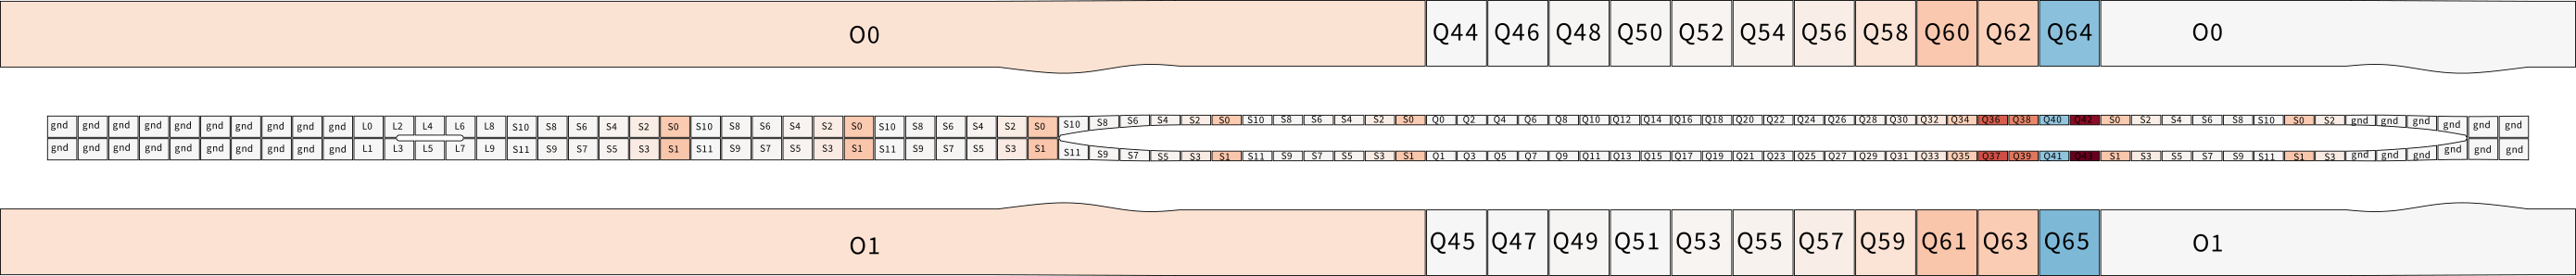 O0 Q44 Q46 Q48 Q50 Q52 Q54 Q56 Q58 Q60 Q62 Q64 O0
gnd gnd gnd gnd gnd gnd gnd gnd gnd gnd L0 L2 L4 L6 L8 S10 S8 S6 S4 S2 S0 S10 S8 S6 S4 S2 S0 S10 S8 S6 S4 S2 S0 S10 S8 S6 S4 S2 S0 S10 S8 S6 S4 S2 S0 Q0 Q2 Q4 Q6 Q8 Q10 Q12 Q14 Q16 Q18 Q20 Q22 Q24 Q26 Q28 Q30 Q32 Q34 Q36 Q38 Q40 Q42 S0 S2 S4 S6 S8 S10 S0 S2 gnd gnd gnd gnd gnd gnd
gnd gnd gnd gnd gnd gnd gnd gnd gnd gnd L1 L3 L5 L7 L9 S11 S9 S7 S5 S3 S1 S11 S9 S7 S5 S3 S1 S11 S9 S7 S5 S3 S1 S11 S9 S7 S5 S3 S1 S11 S9 S7 S5 S3 S1 Q1 Q3 Q5 Q7 Q9 Q11 Q13 Q15 Q17 Q19 Q21 Q23 Q25 Q27 Q29 Q31 Q33 Q35 Q37 Q39 Q41 Q43 S1 S3 S5 S7 S9 S11 S1 S3 gnd gnd gnd gnd gnd gnd
O1 Q45 Q47 Q49 Q51 Q53 Q55 Q57 Q59 Q61 Q63 Q65 O1